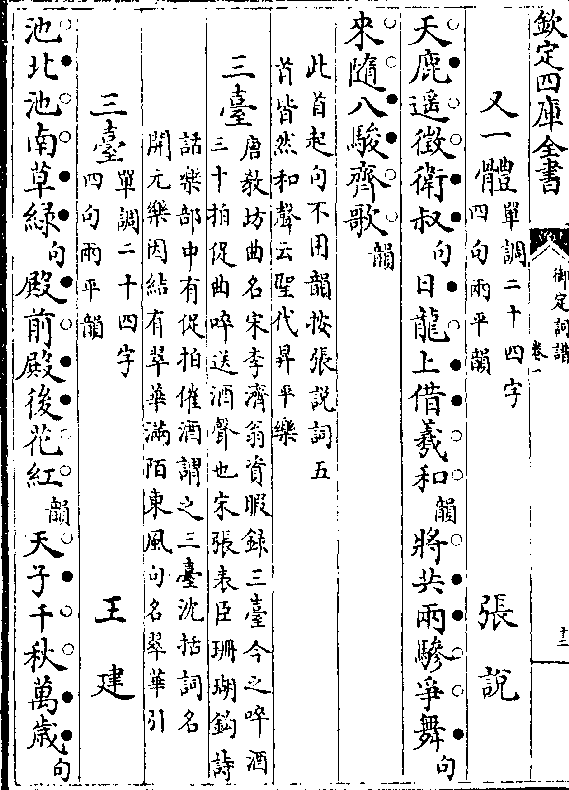 欽定四庫全書
御定詞譜
卷一
十二
又一體
單調二十四字
四句兩平韻
張說
天鹿遥徵衛叔句日龍上借羲和韻將共兩驂爭舞句
來隨八駿齊歌韻
此首起句不用韻按張説詞五
首皆然和聲云聖代昇平樂
三臺
唐教坊曲名宋李濟翁資暇録三臺今之啐酒
三十拍促曲啐送酒聲也宋張表臣珊瑚鈎詩
話樂部中有促拍催酒謂之三臺沈括詞名
開元樂因結有翠華滿陌東風句名翠華引
三臺
單調二十四字
四句兩平韻
王建
池北池南草緑句殿前殿後花紅韻天子千秋萬歲句